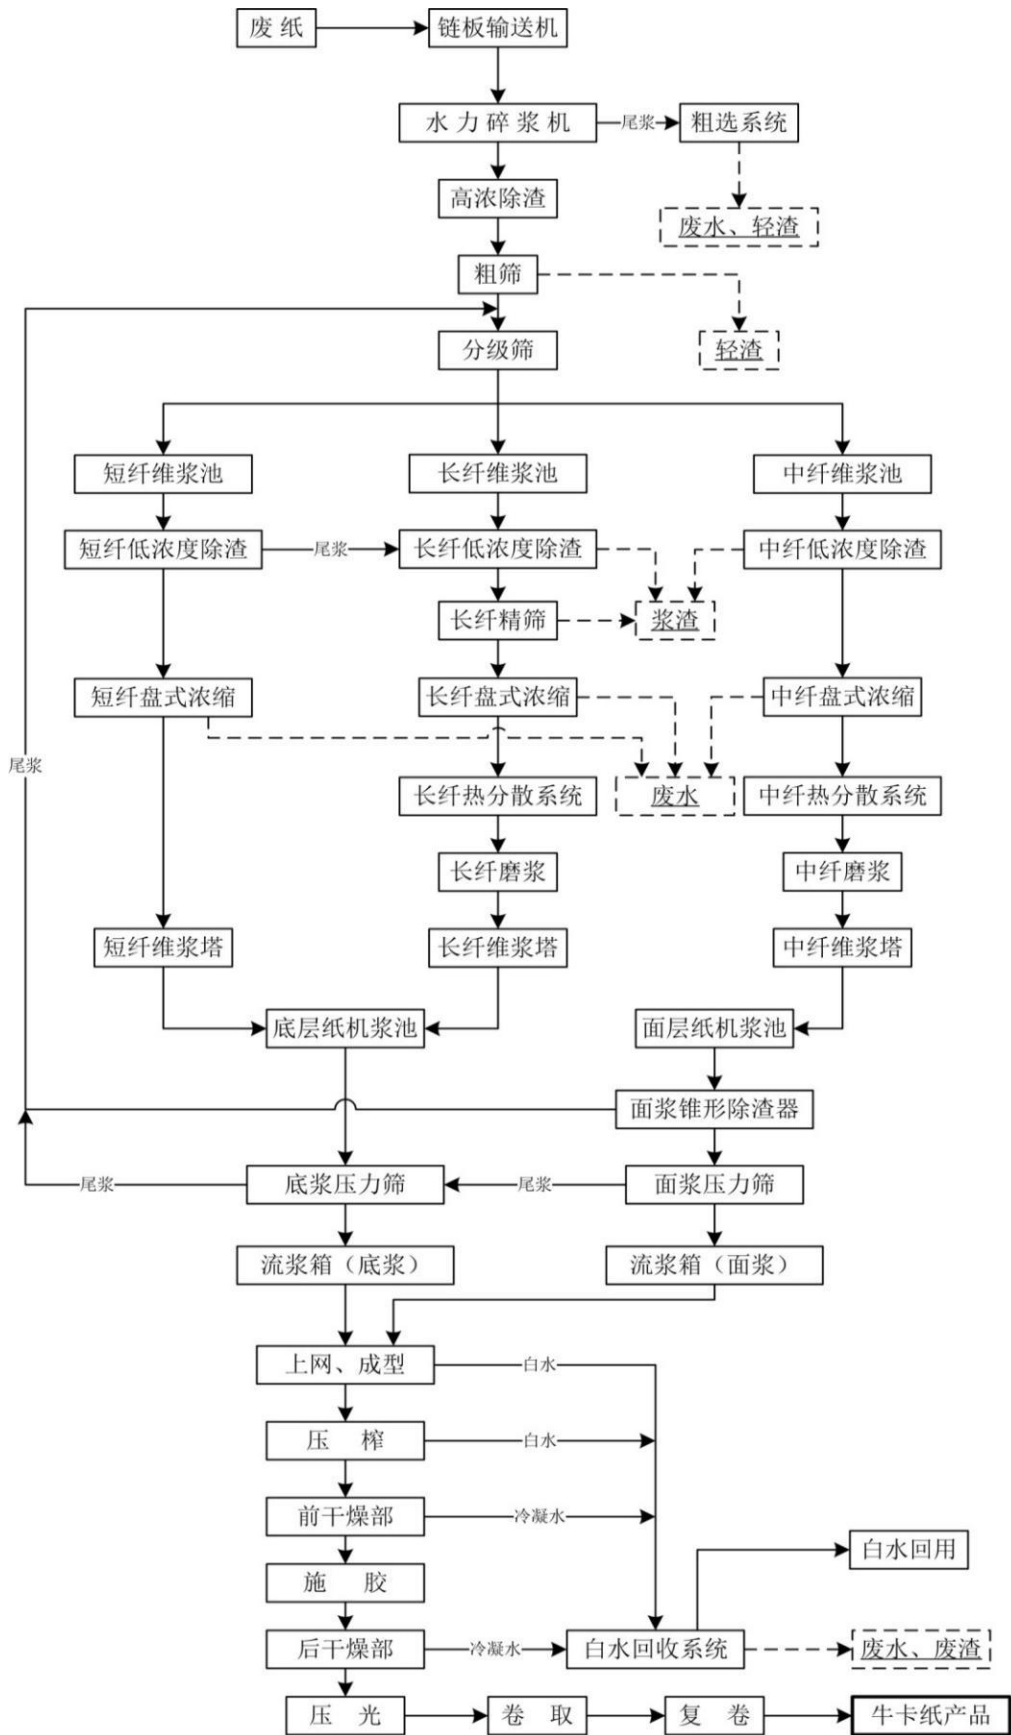 废 纸
链板输送机
水 力 碎 浆 机
尾浆
粗选系统
高浓除渣
废水、轻渣
粗筛
分级筛
轻渣
短纤维浆池
长纤维浆池
中纤维浆池
短纤低浓度除渣
尾浆
长纤低浓度除渣
中纤低浓度除渣
长纤精筛
浆渣
短纤盘式浓缩
长纤盘式浓缩
中纤盘式浓缩
尾浆
长纤热分散系统
废水
中纤热分散系统
长纤磨浆
中纤磨浆
短纤维浆塔
长纤维浆塔
中纤维浆塔
底层纸机浆池
面层纸机浆池
面浆锥形除渣器
尾浆
底浆压力筛
尾浆
面浆压力筛
流浆箱（底浆）
流浆箱（面浆）
上网、成型
白水
压 榨
白水
前干燥部
冷凝水
白水回用
施 胶
后干燥部
冷凝水
白水回收系统
废水、废渣
压 光
卷 取
复 卷
牛卡纸产品